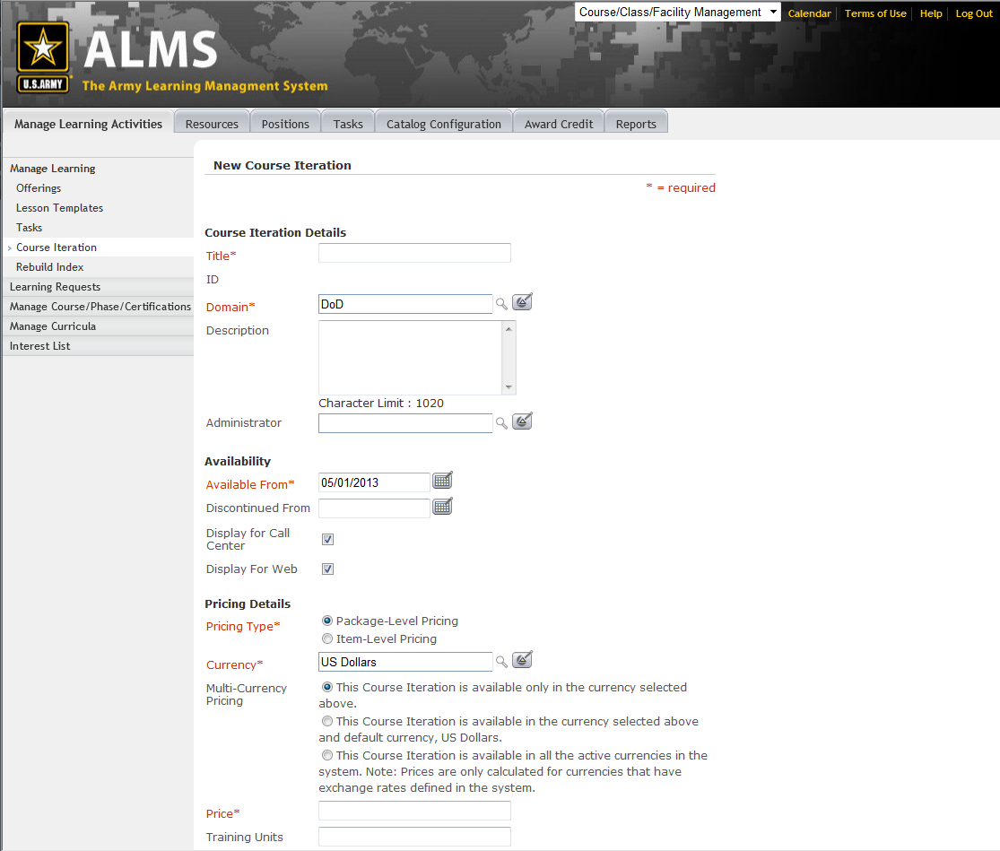 Course/Class/Facility Management
Calendar
Terms of Use
Help
Log Out
U.S.ARMY
ALMS
The Army Learning Managment System
Manage Learning Activities
Resources
Positions
Tasks
Catalog Configuration
Award Credit
Reports
Manage Learning
Offerings
Lesson Templates
Tasks
› Course Iteration
Rebuild Index
Learning Requests
Manage Course/Phase/Certifications
Manage Curricula
Interest List
New Course Iteration
* = required
Course Iteration Details
Title*
ID
Domain* DoD
Description
Character Limit : 1020
Administrator
Availability
Available From* 05/01/2013
Discontinued From
Display for Call
Center
Display For Web
Pricing Details
Pricing Type* Package-Level Pricing
Item-Level Pricing
Currency* US Dollars
Multi-Currency
Pricing
This Course Iteration is available only in the currency selected
above.
This Course Iteration is available in the currency selected above
and default currency, US Dollars.
This Course Iteration is available in all the active currencies in the
system. Note: Prices are only calculated for currencies that have
exchange rates defined in the system.
Price*
Training Units